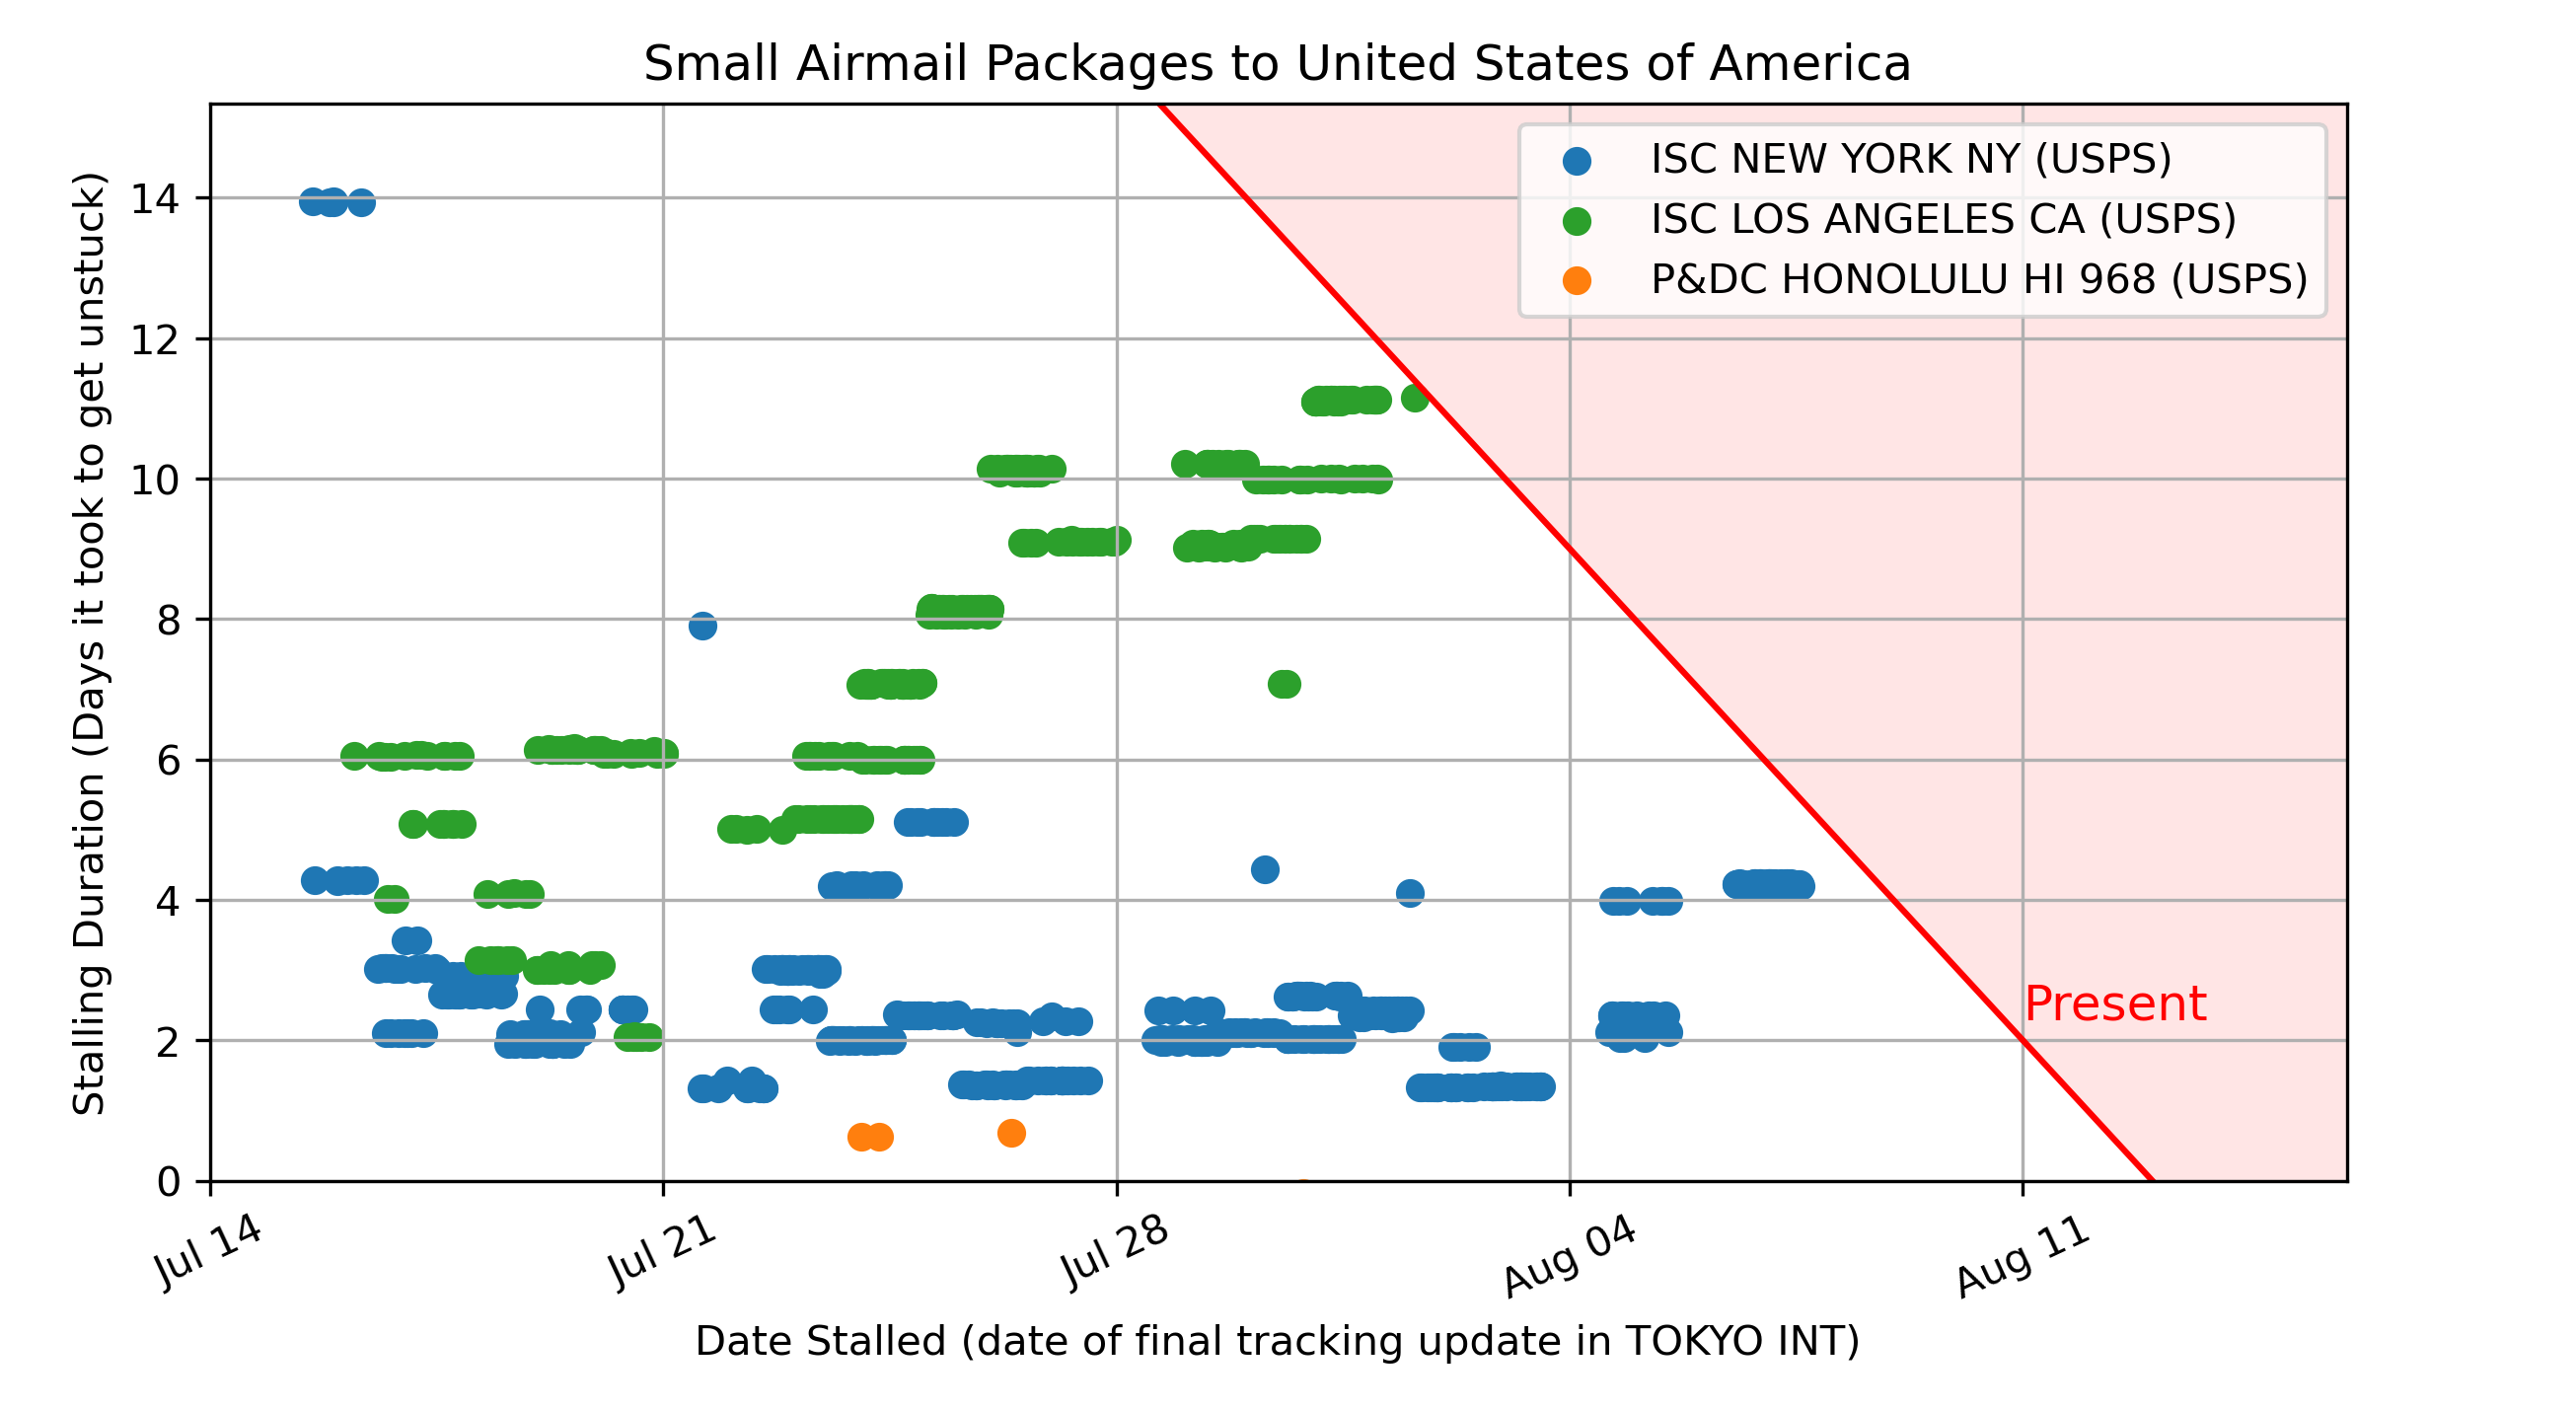 Small Airmail Packages to United States of America
Stalling Duration (Days it took to get unstuck)
14
12
10
8
6
4
2
0
ISC NEW YORK NY (USPS)
ISC LOS ANGELES CA (USPS)
P&DC HONOLULU HI 968 (USPS)
Present
Jul 14
Jul 21
Jul 28
Aug 04
Aug 11
Date Stalled (date of final tracking update in TOKYO INT)